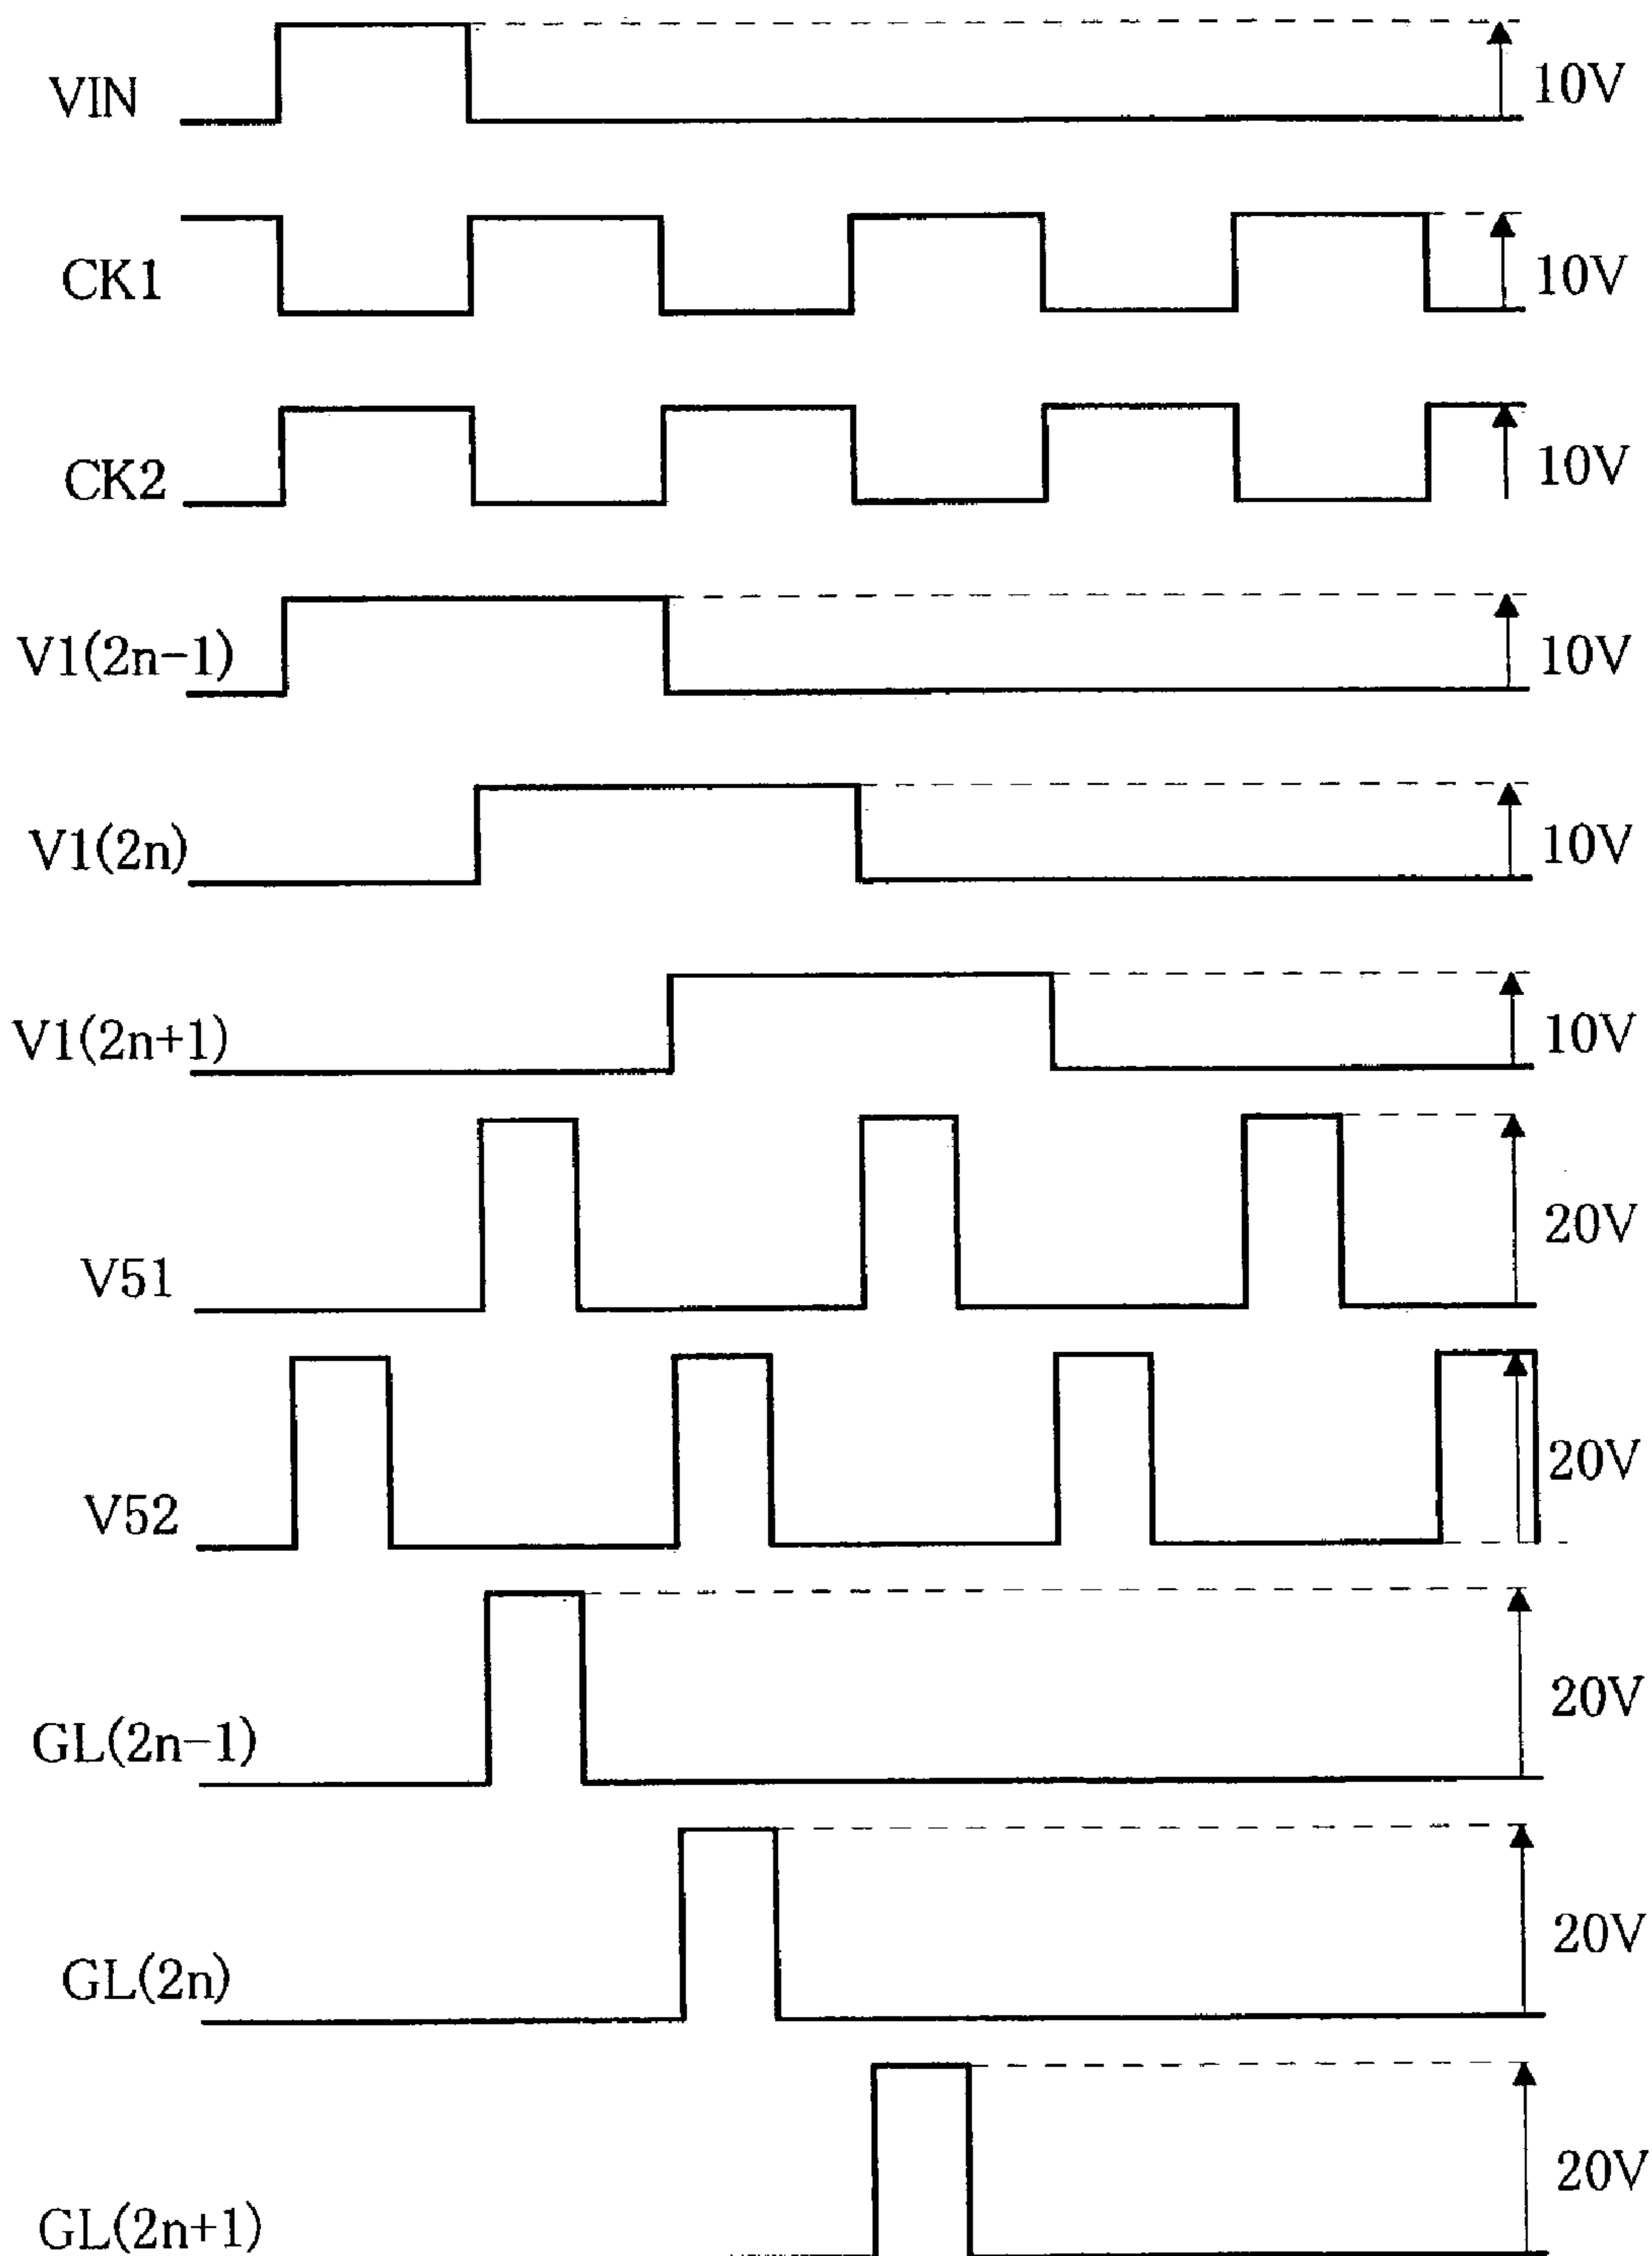 VIN 10V
CK1 10V
CK2 10V
V1(2n-1) 10V
V1(2n) 10V
V1(2n+1) 10V
V51 20V
V52 20V
GL(2n-1) 20V
GL(2n) 20V
GL(2n+1) 20V